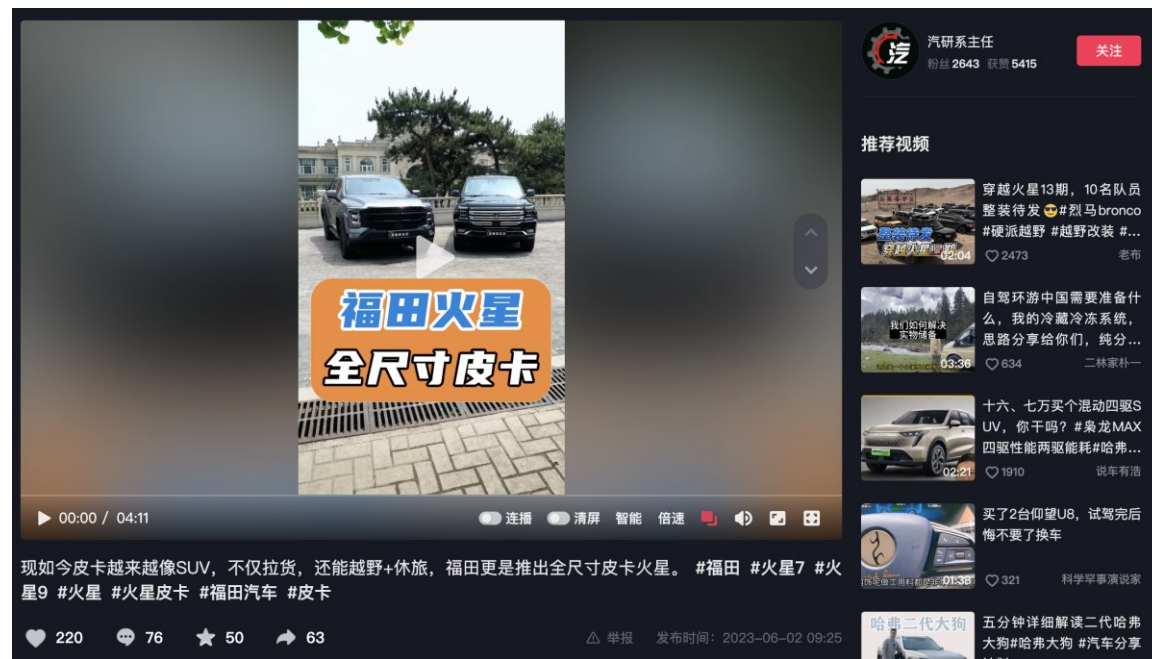 福田火星
全尺寸皮卡
00:00 / 04:11
连播 清屏 智能 倍速
现如今皮卡越来越像SUV，不仅拉货，还能越野+休旅，福田更是推出全尺寸皮卡火星。 #福田 #火星7 #火
星9 #火星 #火星皮卡 #福田汽车 #皮卡
220 76 50 63
举报 发布时间：2023-06-02 09:25
汽
汽研系主任
粉丝 2643 获赞 5415
关注
推荐视频
整装待发
穿越火星心期
02:04
穿越火星13期，10名队员
整装待发😎#烈马bronco
#硬派越野 #越野改装 #...
2473 老布
我们如何解决
实物储备
03:36
自驾环游中国需要准备什
么，我的冷藏冷冻系统，
思路分享给你们，纯分...
634 二林家朴一
02:21
十六、七万买个混动四驱S
UV，你干吗？#枭龙MAX
四驱性能两驱能耗#哈弗...
1910 说车有浩
01:38
买了2台仰望U8，试驾完后
悔不要了换车
321 科学罕事演说家
哈弗二代大狗
五分钟详细解读二代哈弗
大狗#哈弗大狗 #汽车分享